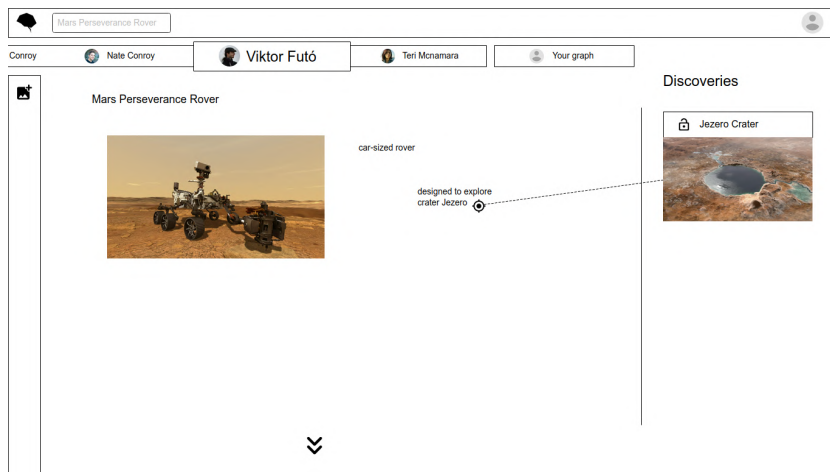 Mars Perseverance Rover
Conroy
Nate Conroy
Viktor Futó
Teri Mcnamara
Your graph
Discoveries
Mars Perseverance Rover
Jezero Crater
car-sized rover
designed to explore
crater Jezero